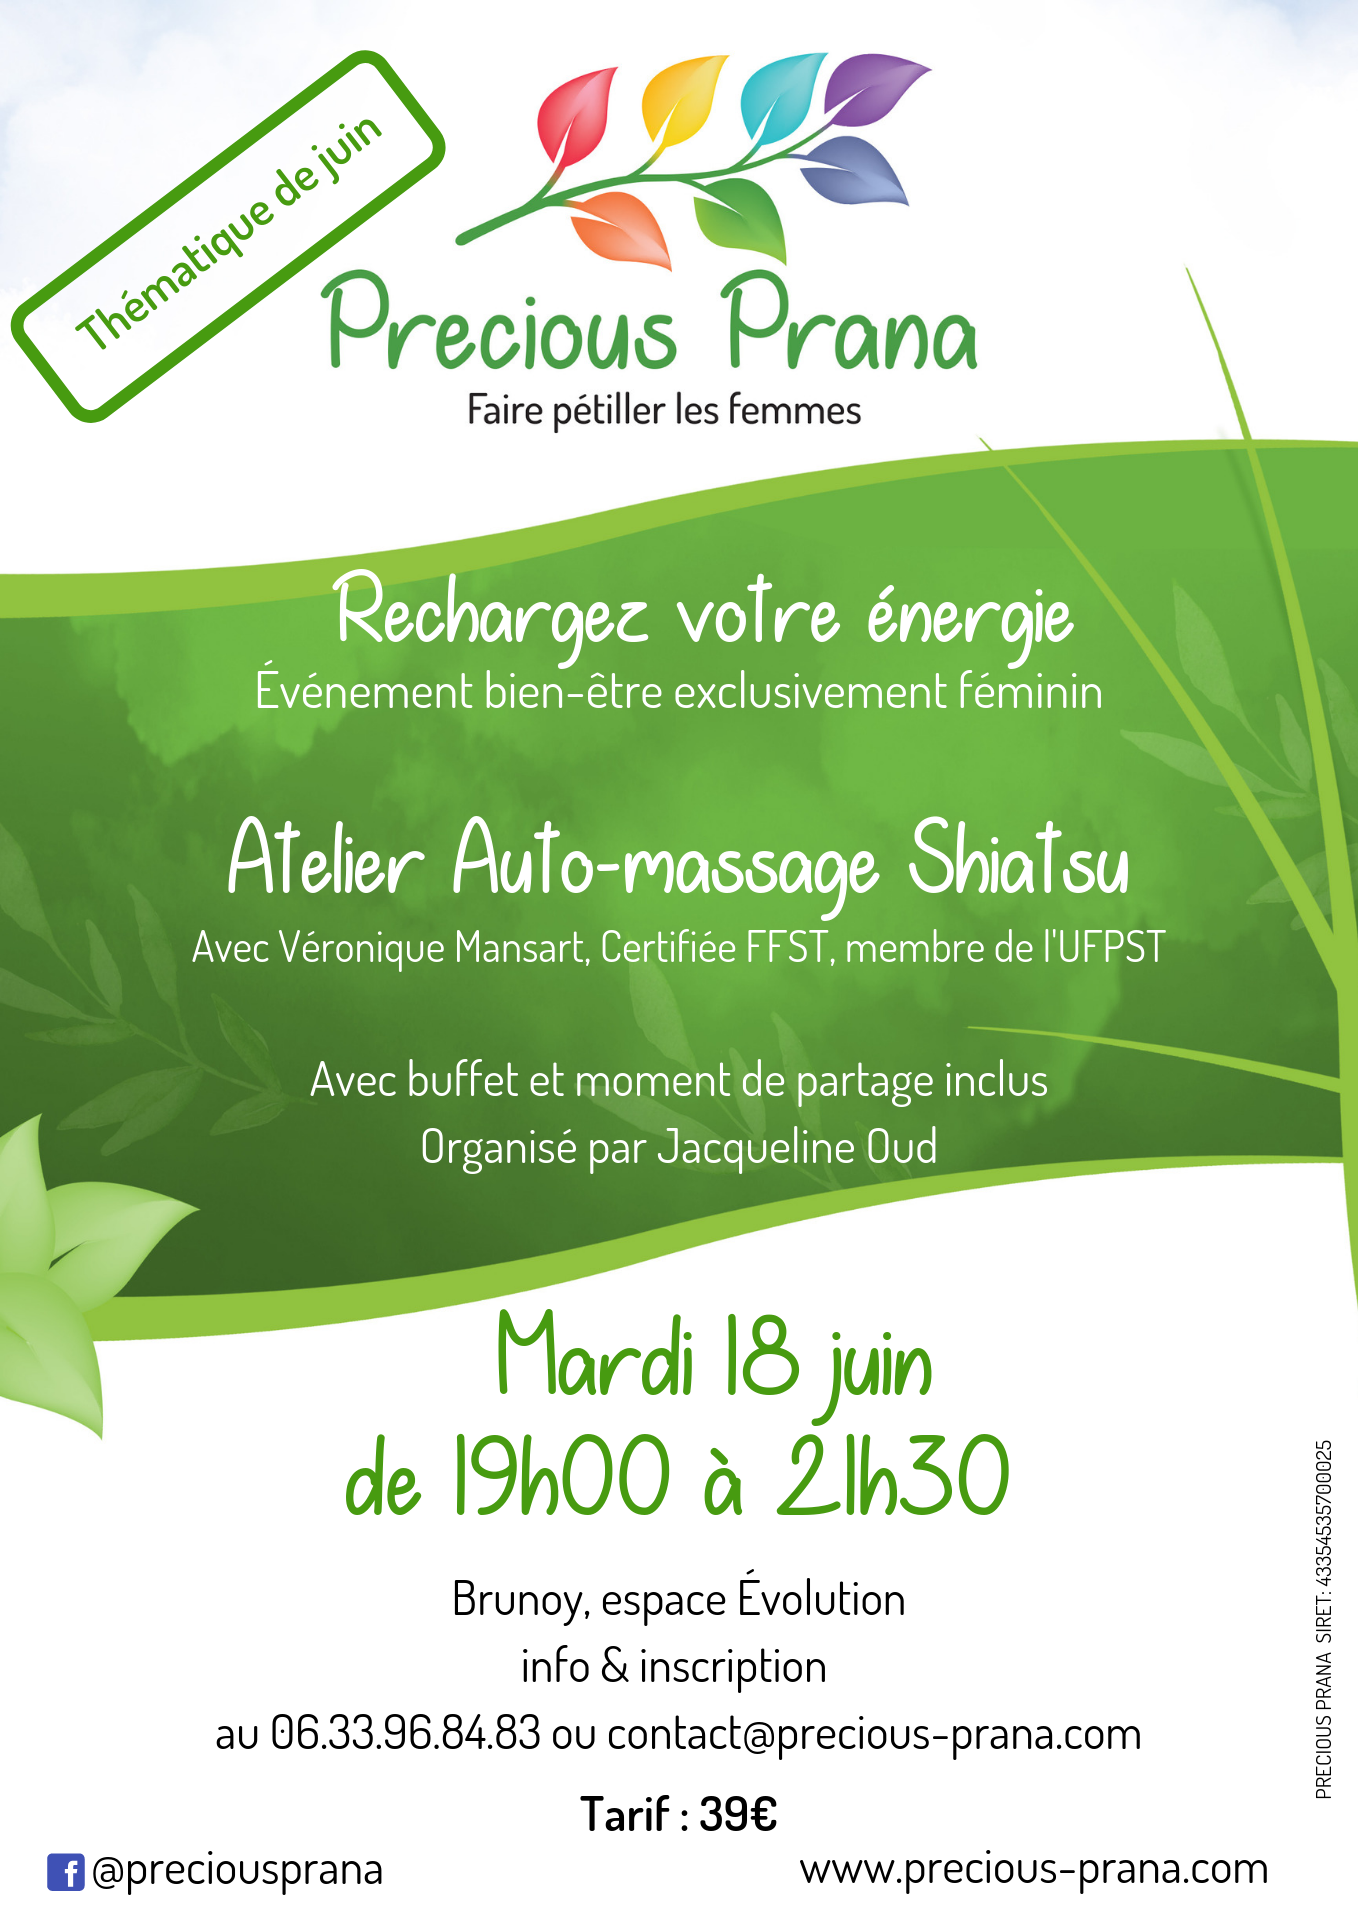 Thématique de juin
Precious Prana
Faire pétiller les femmes
Rechargez votre énergie
Événement bien-être exclusivement féminin
Atelier Auto-massage Shiatsu
Avec Véronique Mansart, Certifiée FFST, membre de l'UFPST
Avec buffet et moment de partage inclus
Organisé par Jacqueline Oud
Mardi 18 juin
de 19h00 à 21h30
Brunoy, espace Évolution
info & inscription
au 06.33.96.84.83 ou contact@precious-prana.com
Tarif : 39€
@preciousprana
www.precious-prana.com
PRECIOUS PRANA SIRET: 43354535700025